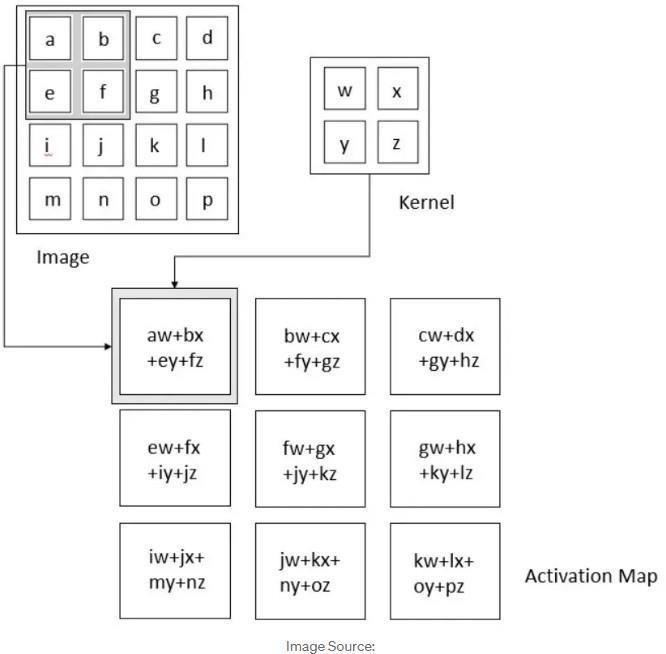 a b c d
e f g h
i j k l
m n o p
Image
w x
y z
Kernel
aw+bx
+ey+fz
bw+cx
+fy+gz
cw+dx
+gy+hz
ew+fx
+iy+jz
fw+gx
+jy+kz
gw+hx
+ky+lz
iw+jx+
my+nz
jw+kx+
ny+oz
kw+lx+
oy+pz
Activation Map
Image Source: